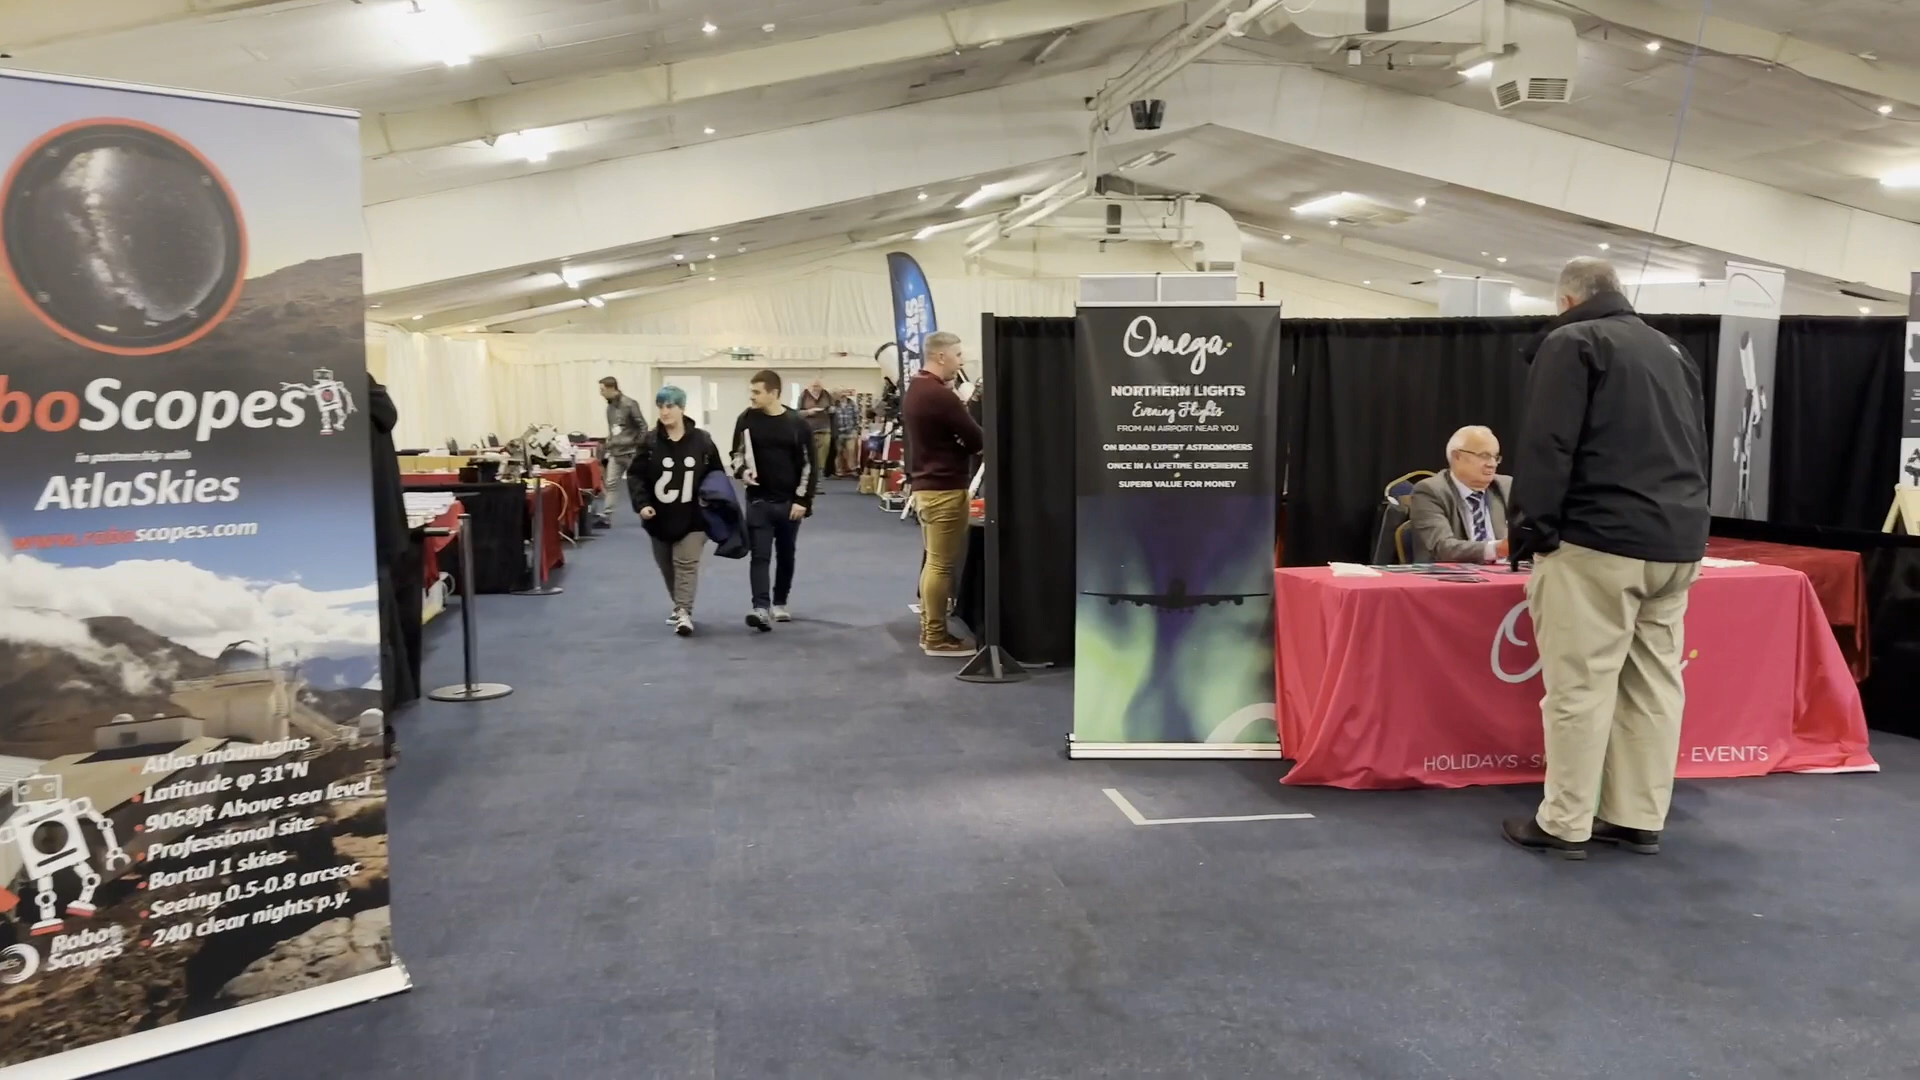 boScopes
in partnership with
AtlaSkies
www.roboscopes.com
Atlas mountains
Latitude φ 31°N
9068ft Above sea level
Professional site
Bortal 1 skies
Seeing 0.5-0.8 arcsec
240 clear nights p.y.
Robo
Scopes
SKY
¿i
Omega
NORTHERN LIGHTS
Evening Flights
FROM AN AIRPORT NEAR YOU
ON BOARD EXPERT ASTRONOMERS
ONCE IN A LIFETIME EXPERIENCE
SUPERB VALUE FOR MONEY
HOLIDAYS · S
· EVENTS